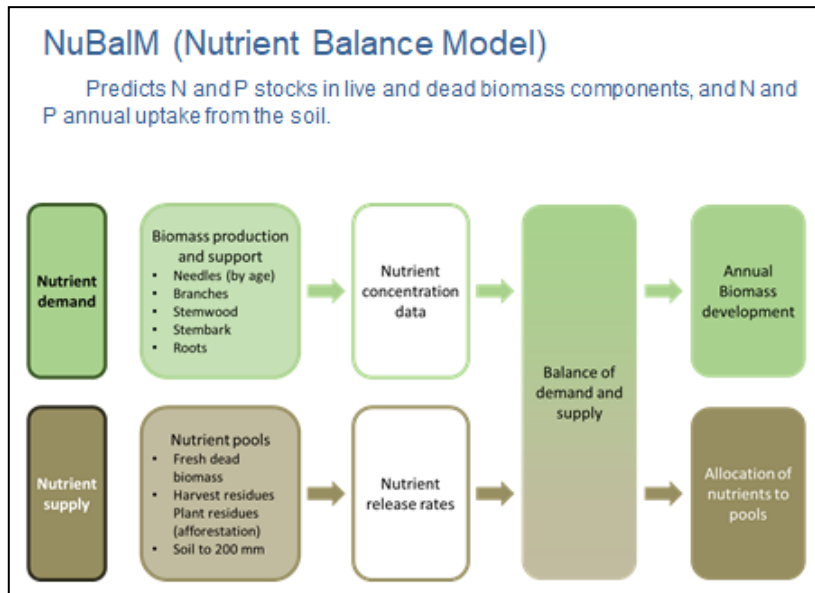 NuBalM (Nutrient Balance Model)
Predicts N and P stocks in live and dead biomass components, and N and
P annual uptake from the soil.
Nutrient
demand
Biomass production
and support
• Needles (by age)
• Branches
• Stemwood
• Stembark
• Roots
Nutrient
concentration
data
Balance of
demand and
supply
Annual
Biomass
development
Nutrient
supply
Nutrient pools
• Fresh dead
biomass
• Harvest residues
Plant residues
(afforestation)
• Soil to 200 mm
Nutrient
release rates
Allocation of
nutrients to
pools